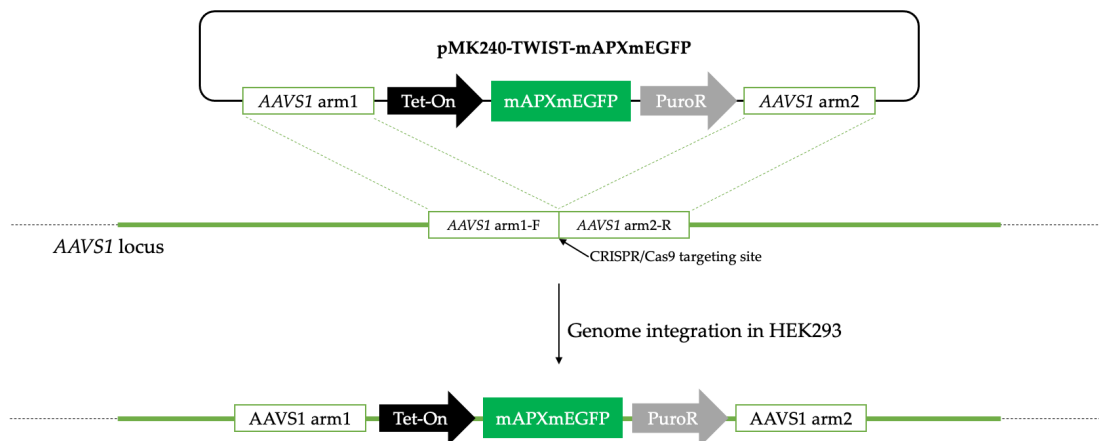 pMK240-TWIST-mAPXmEGFP
AAVS1 arm1 Tet-On mAPXmEGFP PuroR AAVS1 arm2
AAVS1 arm1-F AAVS1 arm2-R
AAVS1 locus
CRISPR/Cas9 targeting site
Genome integration in HEK293
AAVS1 arm1 Tet-On mAPXmEGFP PuroR AAVS1 arm2